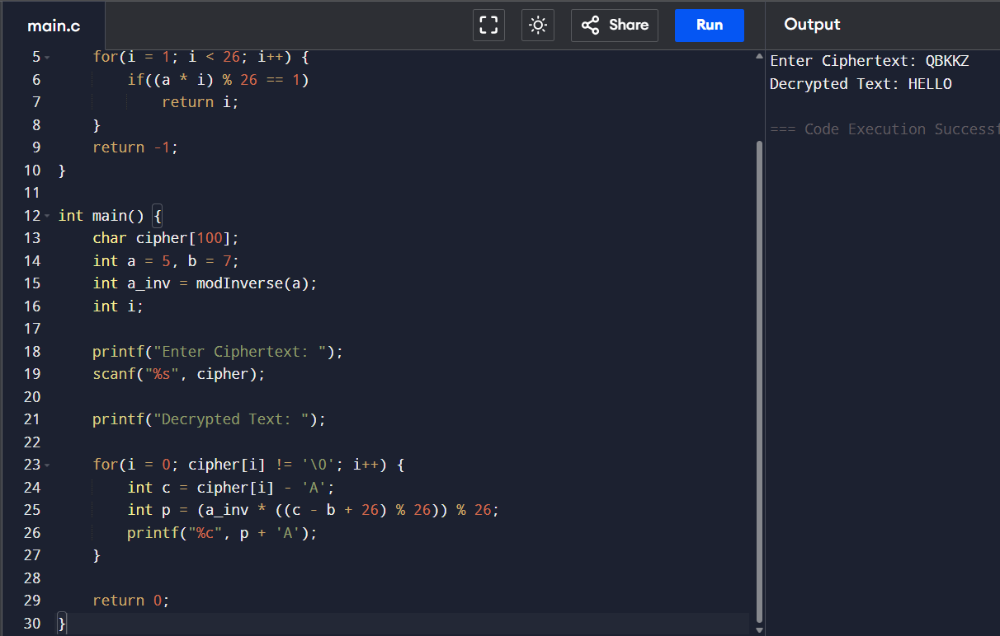 main.c
Share
Run
Output
5 for(i = 1; i < 26; i++) {
6 if((a * i) % 26 == 1)
7 return i;
8 }
9 return -1;
10 }
11
12 int main() {
13 char cipher[100];
14 int a = 5, b = 7;
15 int a_inv = modInverse(a);
16 int i;
17
18 printf("Enter Ciphertext: ");
19 scanf("%s", cipher);
20
21 printf("Decrypted Text: ");
22
23 for(i = 0; cipher[i] != '\0'; i++) {
24 int c = cipher[i] - 'A';
25 int p = (a_inv * ((c - b + 26) % 26)) % 26;
26 printf("%c", p + 'A');
27 }
28
29 return 0;
30 }
Enter Ciphertext: QBKKZ
Decrypted Text: HELLO
=== Code Execution Successf